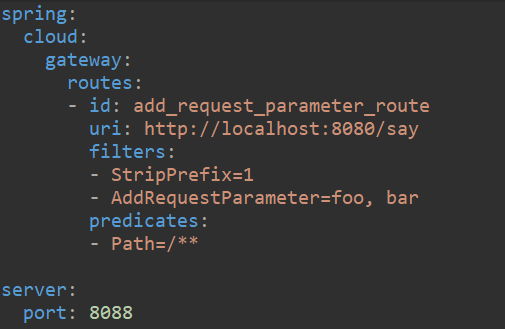 spring:
  cloud:
    gateway:
      routes:
      - id: add_request_parameter_route
        uri: http://localhost:8080/say
        filters:
        - StripPrefix=1
        - AddRequestParameter=foo, bar
        predicates:
        - Path=/**

server:
  port: 8088